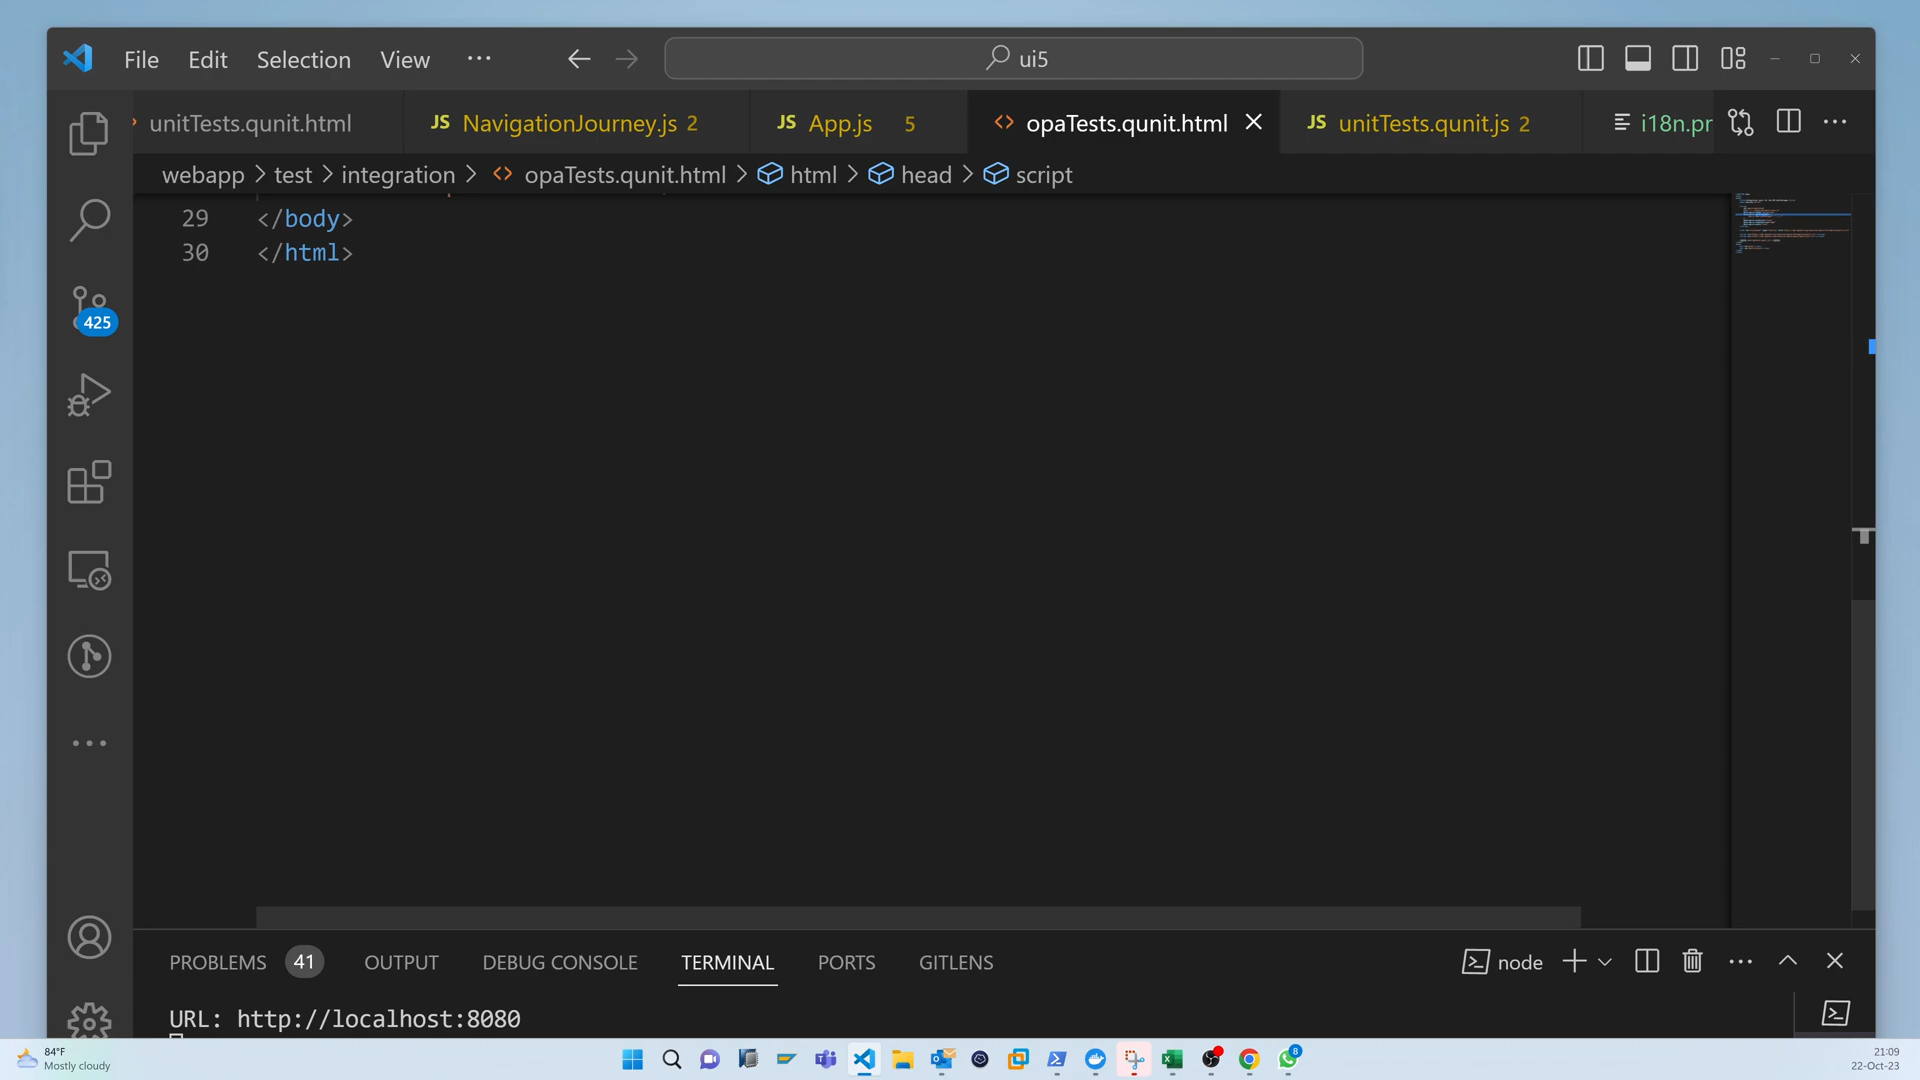 File Edit Selection View ··· ui5
unitTests.qunit.html JS NavigationJourney.js 2 JS App.js 5 opaTests.qunit.html JS unitTests.qunit.js 2 i18n.pr
webapp > test > integration > opaTests.qunit.html > html > head > script
29 </body>
30 </html>
425
PROBLEMS 41 OUTPUT DEBUG CONSOLE TERMINAL PORTS GITLENS node
URL: http://localhost:8080
84°F
Mostly cloudy
8
21:09
22-Oct-23